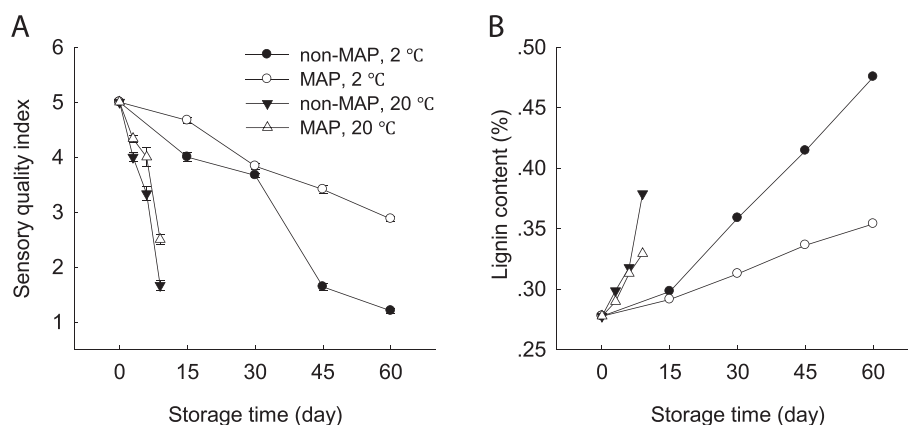 A
Sensory quality index
6
5
4
3
2
1
non-MAP, 2 ℃
MAP, 2 ℃
non-MAP, 20 ℃
MAP, 20 ℃
0 15 30 45 60
Storage time (day)
B
Lignin content (%)
.50
.45
.40
.35
.30
.25
0 15 30 45 60
Storage time (day)